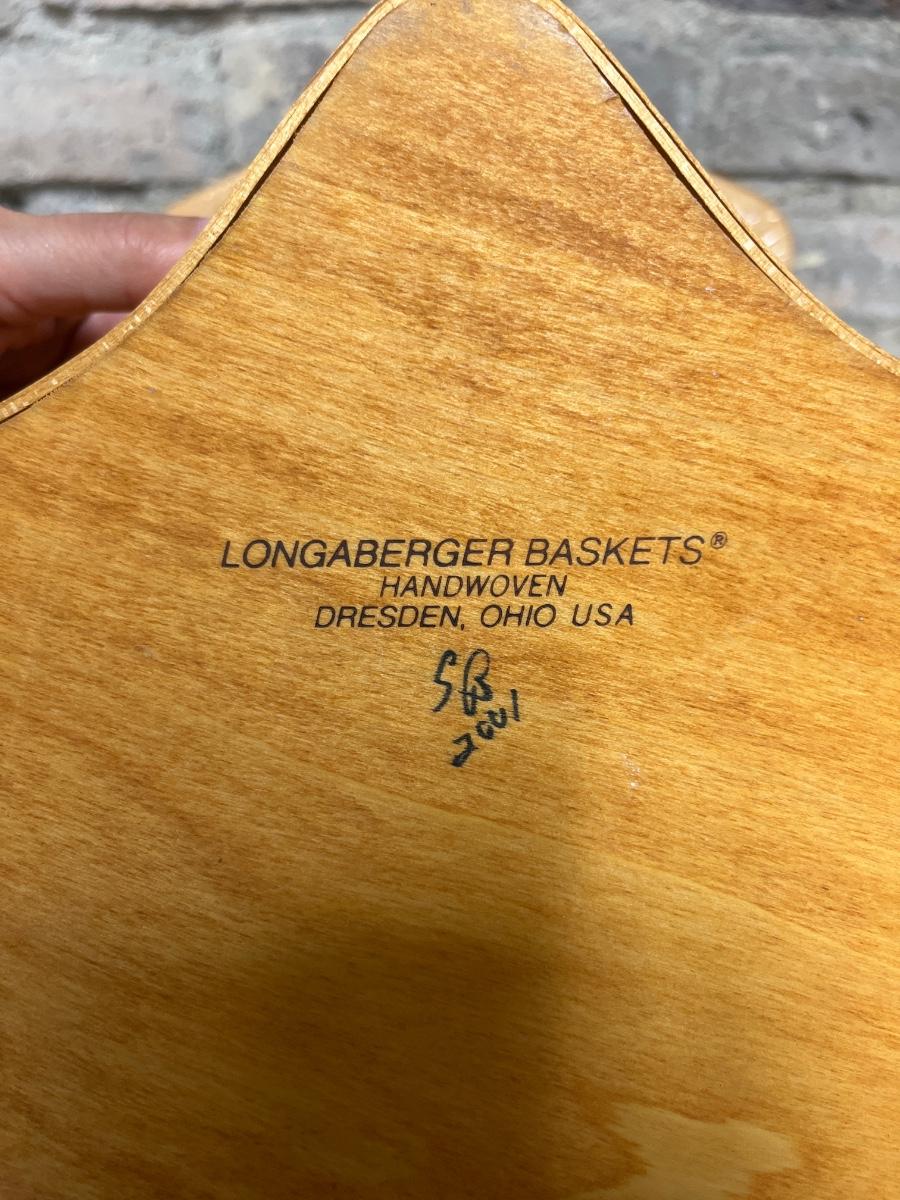 LONGABERGER BASKETS®
HANDWOVEN
DRESDEN, OHIO USA
SB
2001